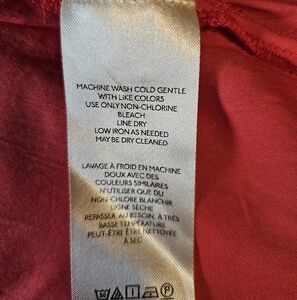 MACHINE WASH COLD GENTLE
WITH LIKE COLORS
USE ONLY NON-CHLORINE
BLEACH
LINE DRY
LOW IRON AS NEEDED
MAY BE DRY CLEANED
LAVAGE À FROID EN MACHINE
DOUX AVEC DES
COULEURS SIMILAIRES
N'UTILISER QUE DU
NON-CHLORE BLANCHIR
LIGNE SÈCHE
REPASSER AU BESOIN, À TRÈS
BASSE TEMPÉRATURE
PEUT-ÊTRE ÊTRE NETTOYÉE
À SEC